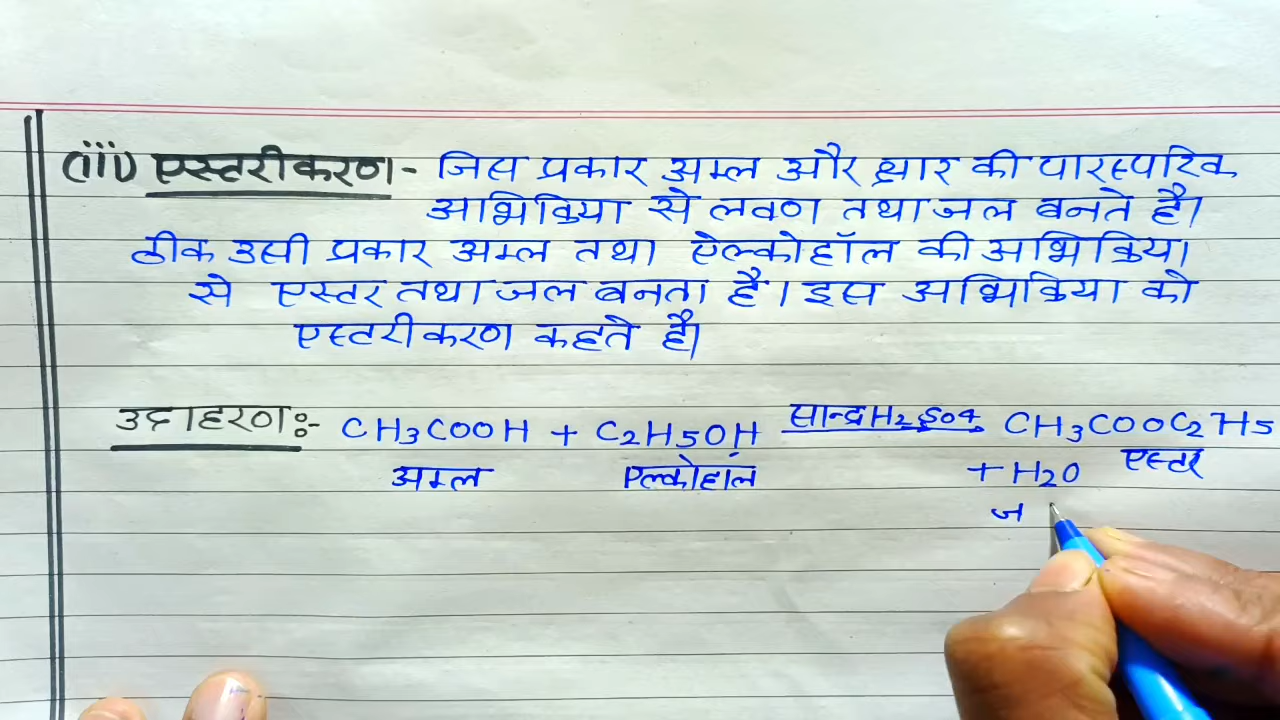 (iii) एस्टरीकरण- जिस प्रकार अम्ल और क्षार की पारस्परिक
अभिक्रिया से लवण तथा जल बनते है।
ठीक उसी प्रकार अम्ल तथा ऐल्कोहॉल की अभिक्रिया
से एस्टर तथा जल बनता है। इस अभिक्रिया को
एस्टरीकरण कहते है।
उदाहरणः- CH3COOH + C2H5OH सान्द्र H2SO4 CH3COOC2H5
अम्ल एल्कोहॉल + H2O एस्टर
ज